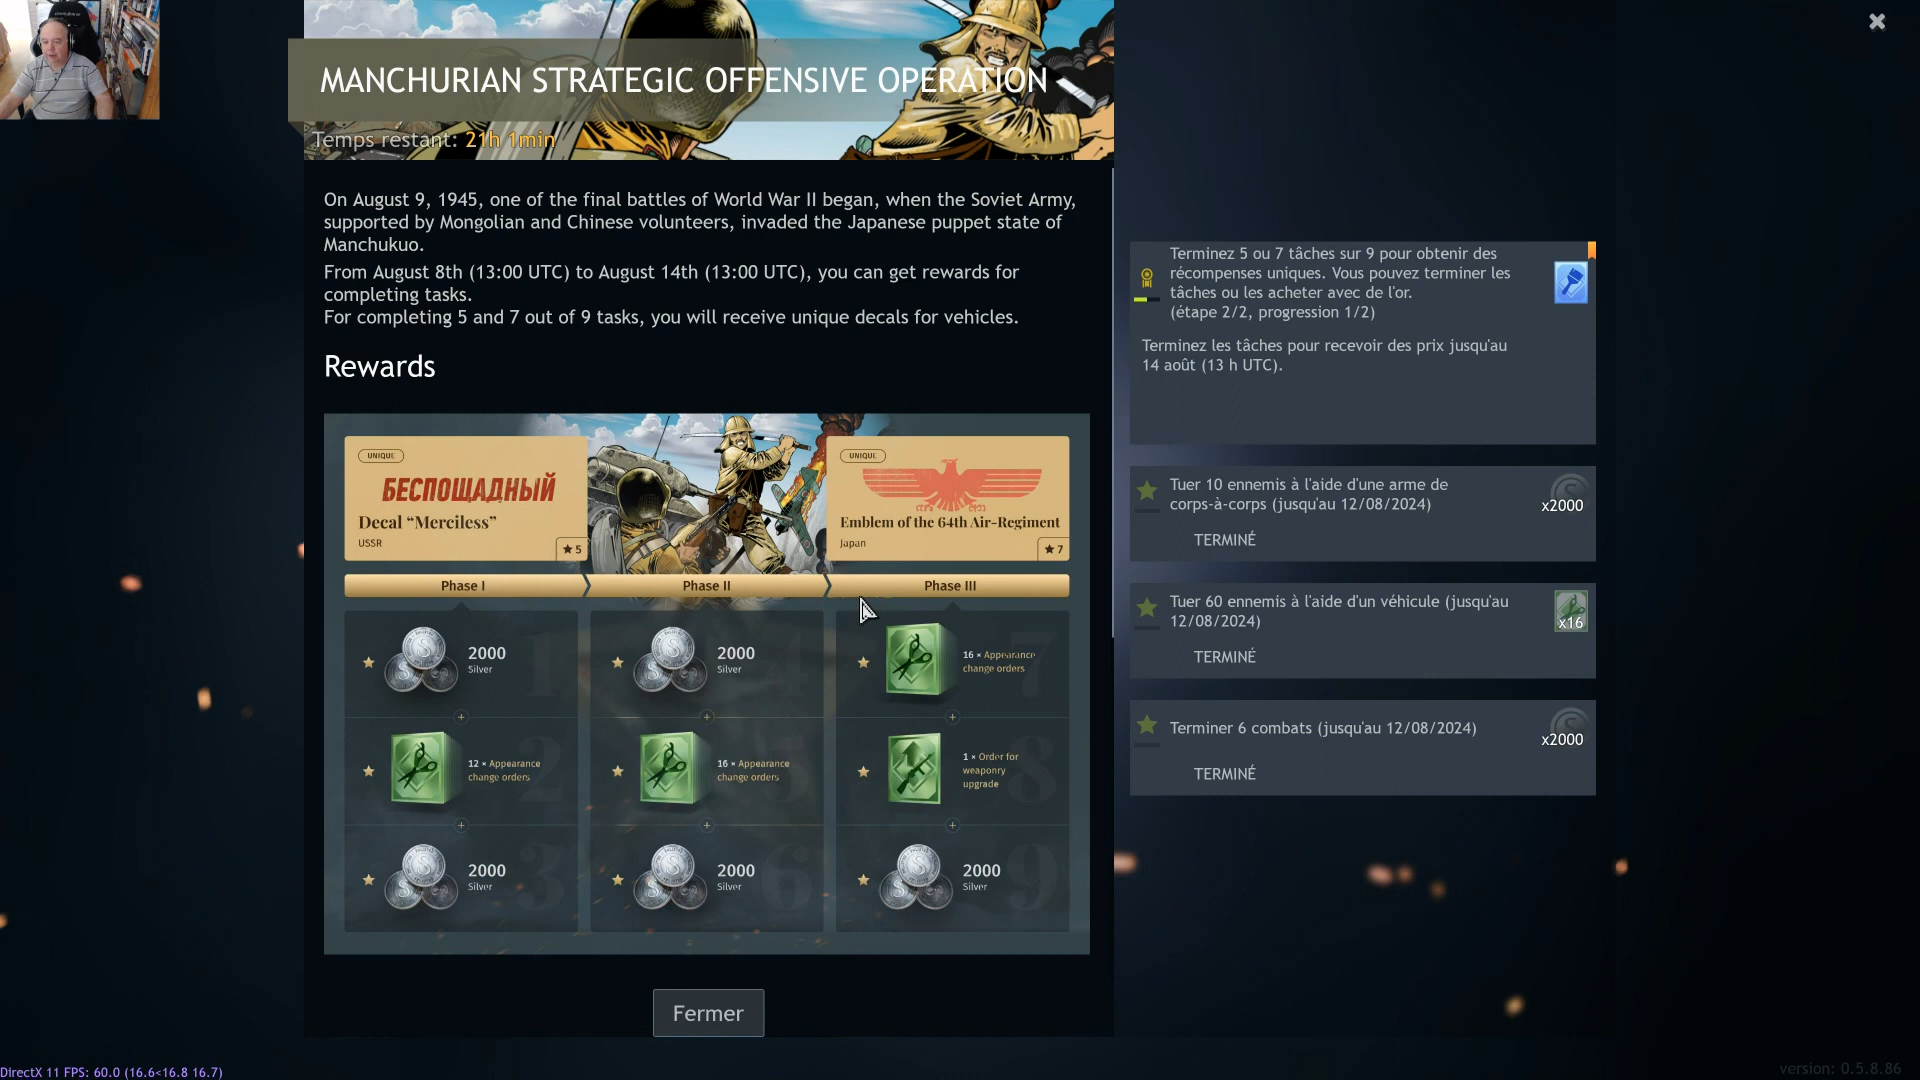 MANCHURIAN STRATEGIC OFFENSIVE OPERATION
Temps restant: 21h 1min
On August 9, 1945, one of the final battles of World War II began, when the Soviet Army,
supported by Mongolian and Chinese volunteers, invaded the Japanese puppet state of
Manchukuo.
From August 8th (13:00 UTC) to August 14th (13:00 UTC), you can get rewards for
completing tasks.
For completing 5 and 7 out of 9 tasks, you will receive unique decals for vehicles.
Rewards
UNIQUE
БЕСПОЩАДНЫЙ
Decal “Merciless”
USSR
5
UNIQUE
Emblem of the 64th Air-Regiment
Japan
7
Phase I
Phase II
Phase III
1
2000
Silver
4
2000
Silver
7
16 × Appearance
change orders
2
12 × Appearance
change orders
5
16 × Appearance
change orders
8
1 × Order for
weaponry
upgrade
3
2000
Silver
6
2000
Silver
9
2000
Silver
Fermer
Terminez 5 ou 7 tâches sur 9 pour obtenir des
récompenses uniques. Vous pouvez terminer les
tâches ou les acheter avec de l'or.
(étape 2/2, progression 1/2)
Terminez les tâches pour recevoir des prix jusqu'au
14 août (13 h UTC).
Tuer 10 ennemis à l'aide d'une arme de
corps-à-corps (jusqu'au 12/08/2024)
x2000
TERMINÉ
Tuer 60 ennemis à l'aide d'un véhicule (jusqu'au
12/08/2024)
x16
TERMINÉ
Terminer 6 combats (jusqu'au 12/08/2024)
x2000
TERMINÉ
DirectX 11 FPS: 60.0 (16.6<16.8 16.7)
version: 0.5.8.86